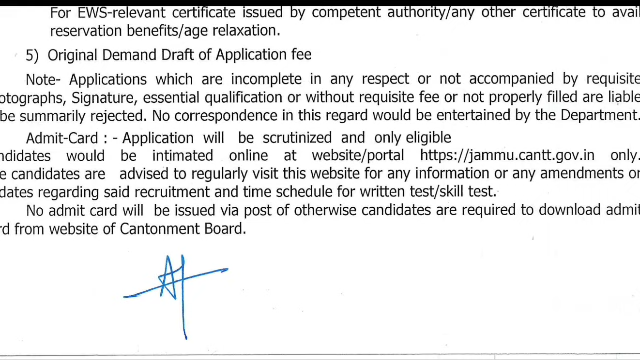 For EWS-relevant certificate issued by competent authority/any other certificate to avail
reservation benefits/age relaxation.
5) Original Demand Draft of Application fee
Note- Applications which are incomplete in any respect or not accompanied by requisite
otographs, Signature, essential qualification or without requisite fee or not properly filled are liable
be summarily rejected. No correspondence in this regard would be entertained by the Department.
Admit-Card : - Application will be scrutinized and only eligible
ndidates would be intimated online at website/portal https://jammu.cantt.gov.in only.
e candidates are advised to regularly visit this website for any information or any amendments or
dates regarding said recruitment and time schedule for written test/skill test.
No admit card will be issued via post of otherwise candidates are required to download admit
rd from website of Cantonment Board.